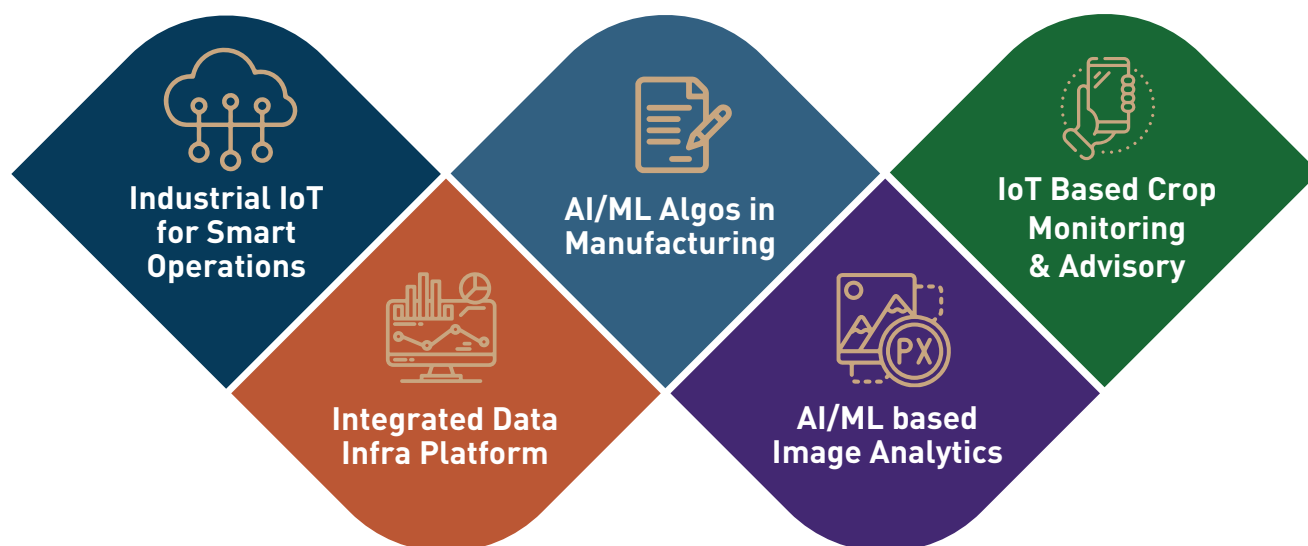 Industrial IoT
for Smart
Operations
Integrated Data
Infra Platform
AI/ML Algos in
Manufacturing
PX
AI/ML based
Image Analytics
IoT Based Crop
Monitoring
& Advisory